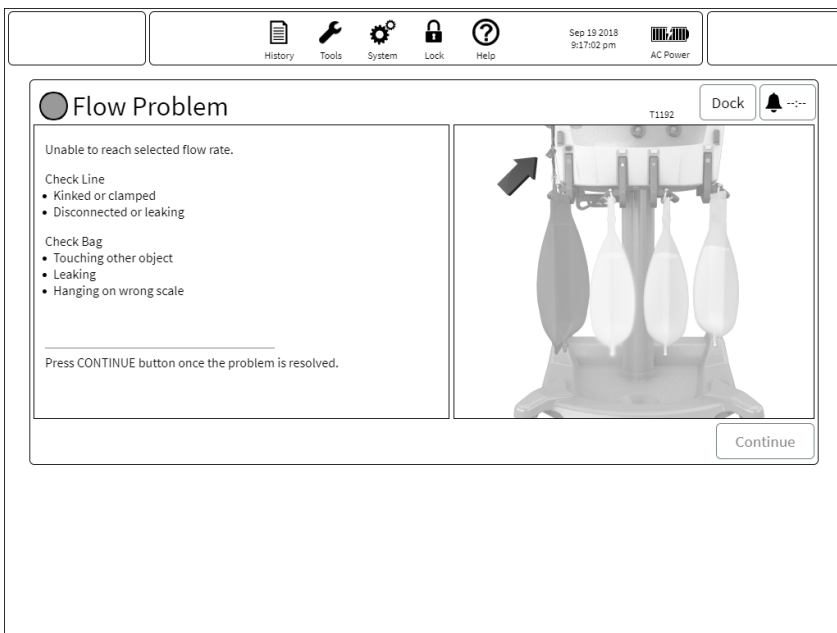 History
Tools
System
Lock
Help
Sep 19 2018
9:17:02 pm
AC Power
Flow Problem
T1192
Dock
--:--
Unable to reach selected flow rate.
Check Line
• Kinked or clamped
• Disconnected or leaking
Check Bag
• Touching other object
• Leaking
• Hanging on wrong scale
Press CONTINUE button once the problem is resolved.
Continue